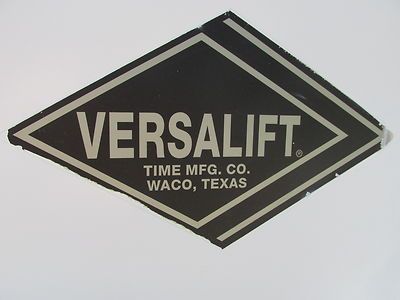 VERSALIFT®
TIME MFG. CO.
WACO, TEXAS